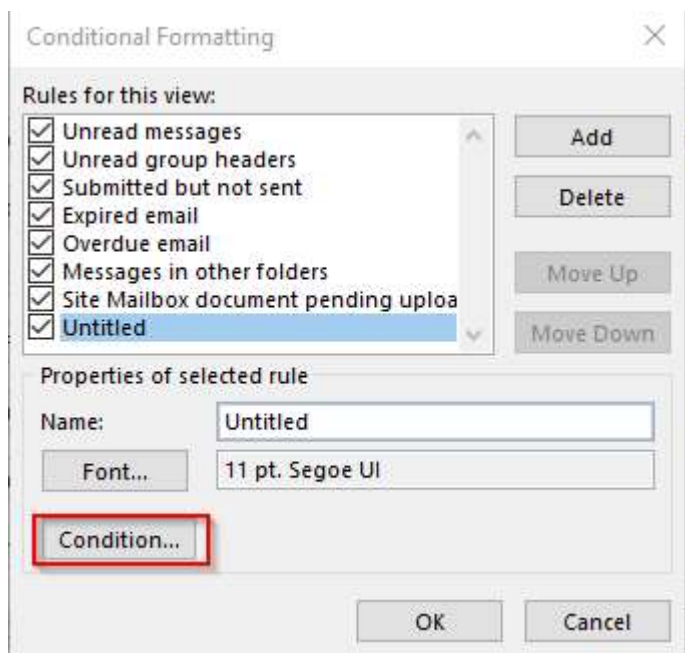 Conditional Formatting
Rules for this view:
Unread messages
Unread group headers
Submitted but not sent
Expired email
Overdue email
Messages in other folders
Site Mailbox document pending uploa
Untitled
Add
Delete
Move Up
Move Down
Properties of selected rule
Name: Untitled
Font... 11 pt. Segoe UI
Condition...
OK Cancel